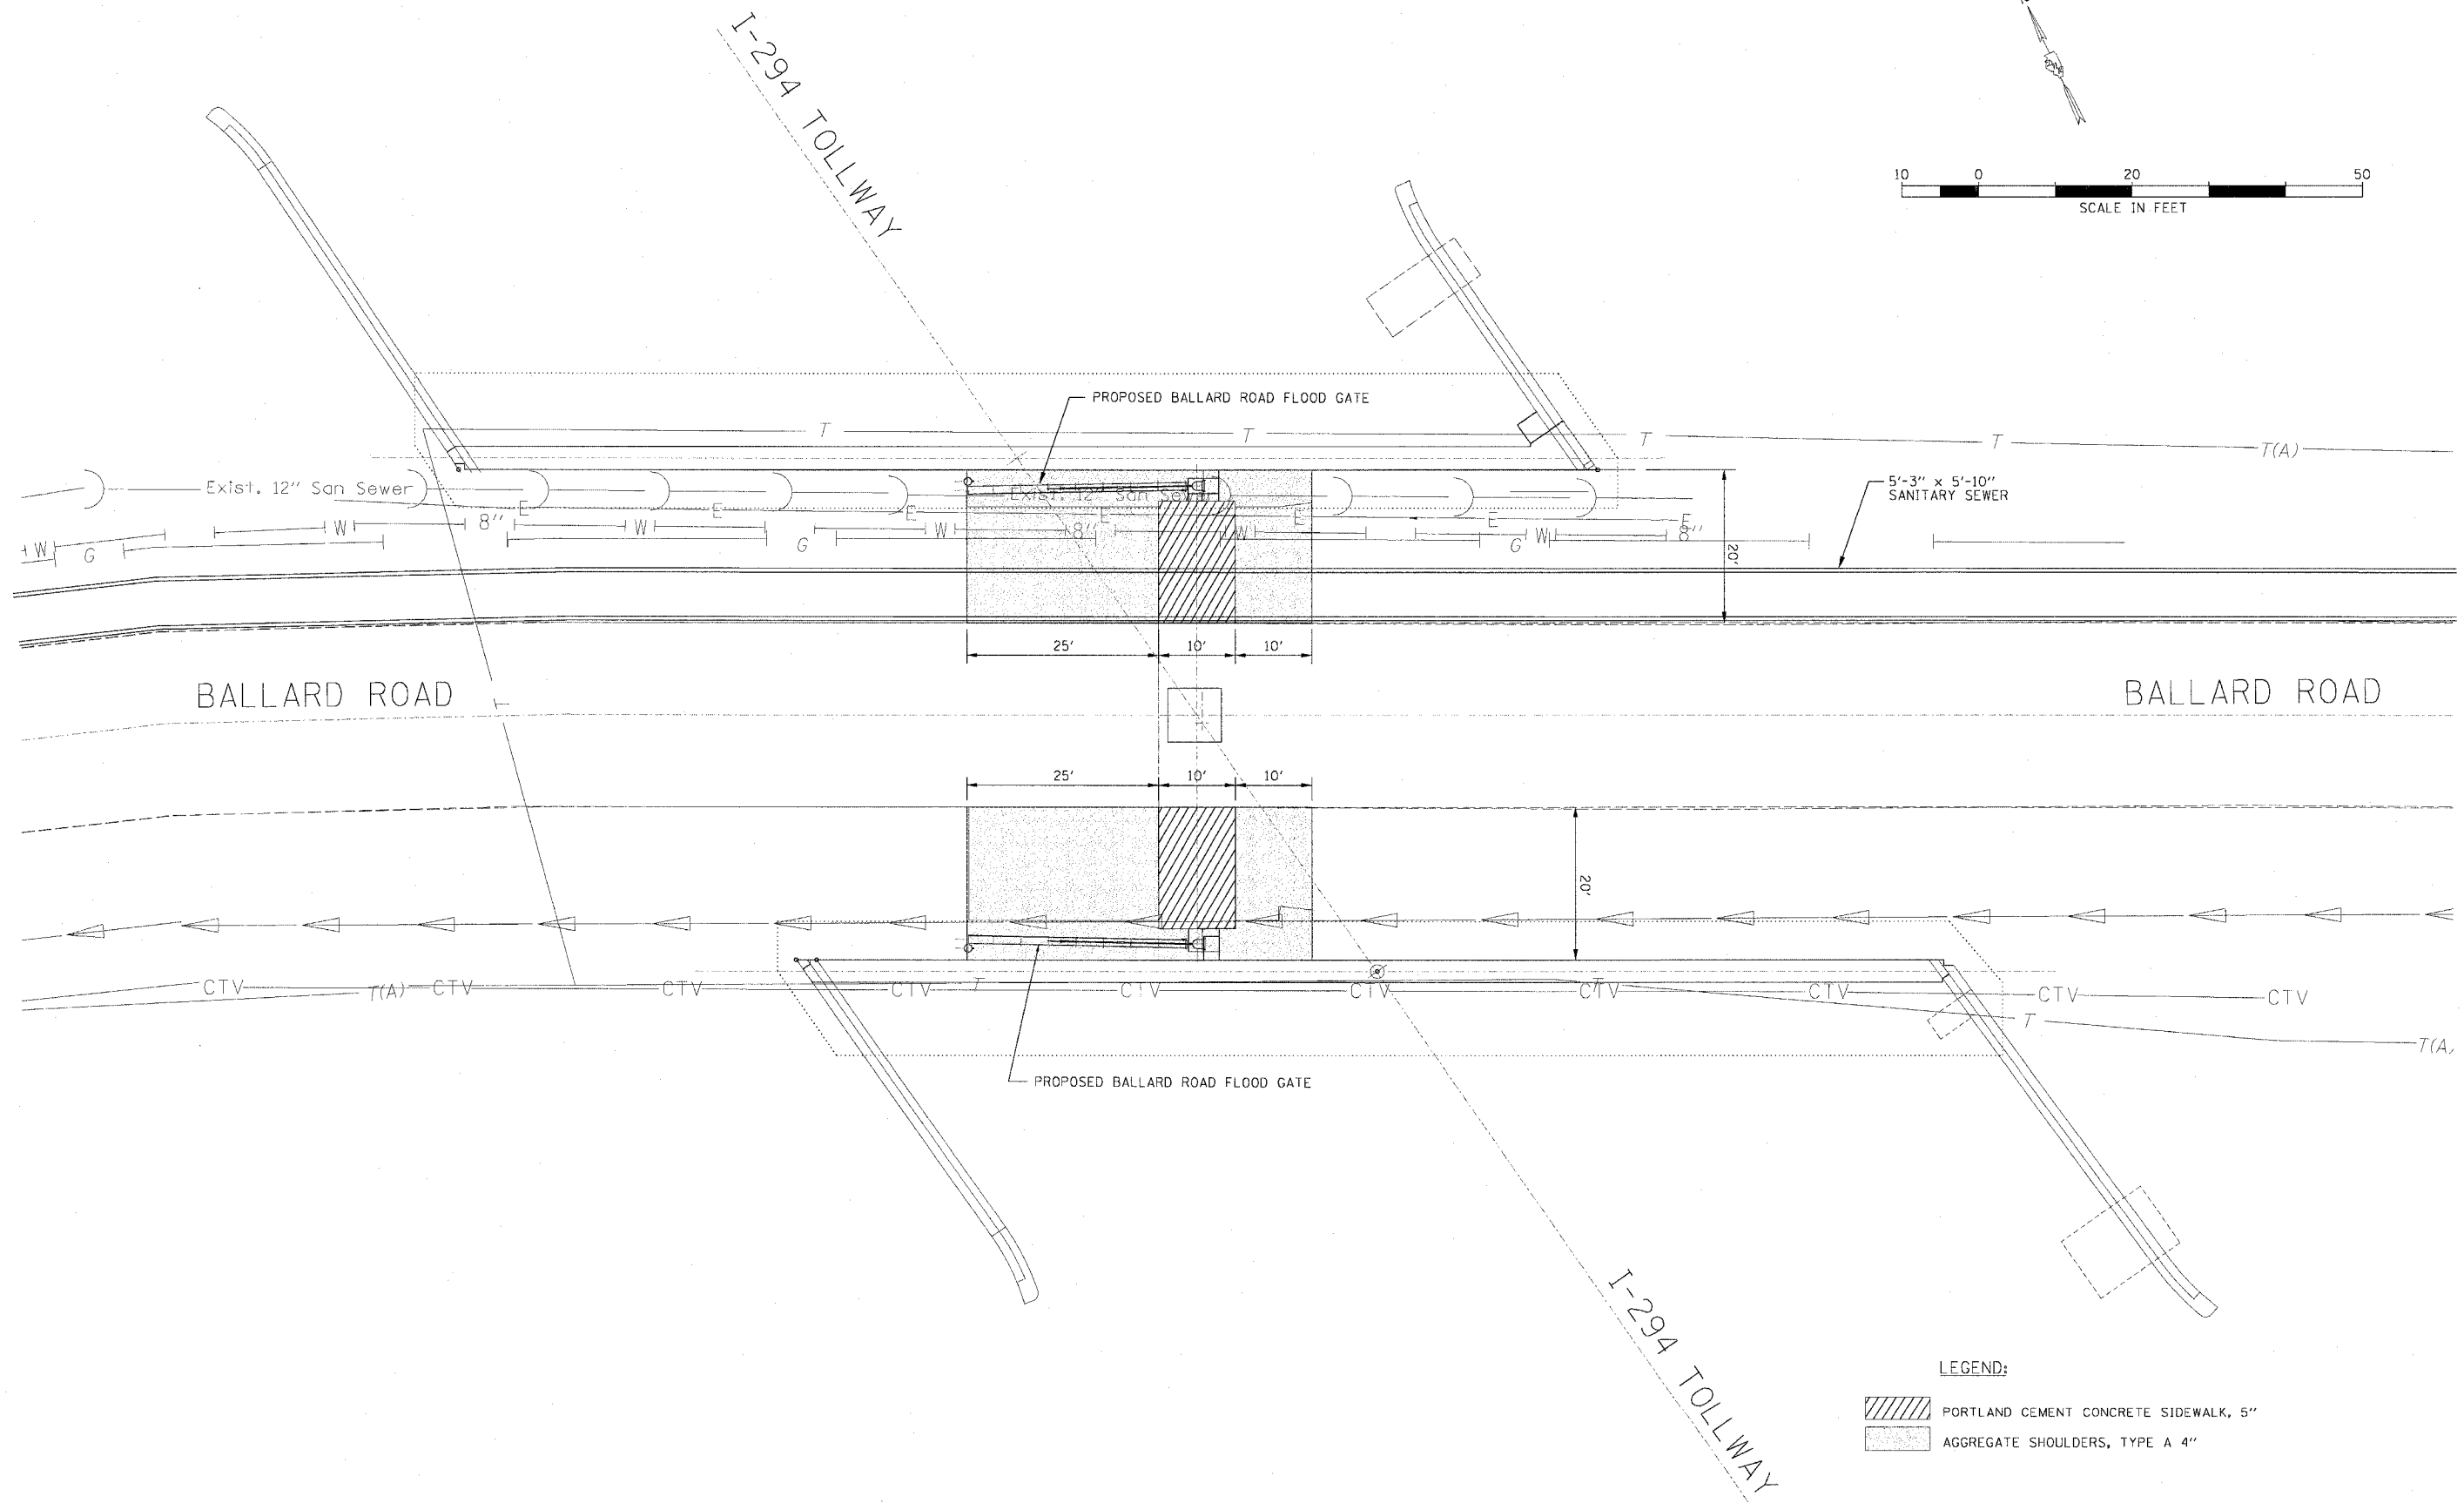 I-294 TOLLWAY
10 0 20 50
SCALE IN FEET
PROPOSED BALLARD ROAD FLOOD GATE
T T T T T(A)
5'-3" x 5'-10"
SANITARY SEWER
Exist. 12" San Sewer
Exist. 12" San Sewer
E E E E E E E
W 8" W W 8" W W 8"
W G G G
20'
25' 10' 10'
BALLARD ROAD
BALLARD ROAD
25' 10' 10'
20'
CTV T(A) CTV CTV CTV T CTV CTV T CTV CTV CTV CTV
T
T(A)
PROPOSED BALLARD ROAD FLOOD GATE
I-294 TOLLWAY
LEGEND:
PORTLAND CEMENT CONCRETE SIDEWALK, 5"
AGGREGATE SHOULDERS, TYPE A 4"